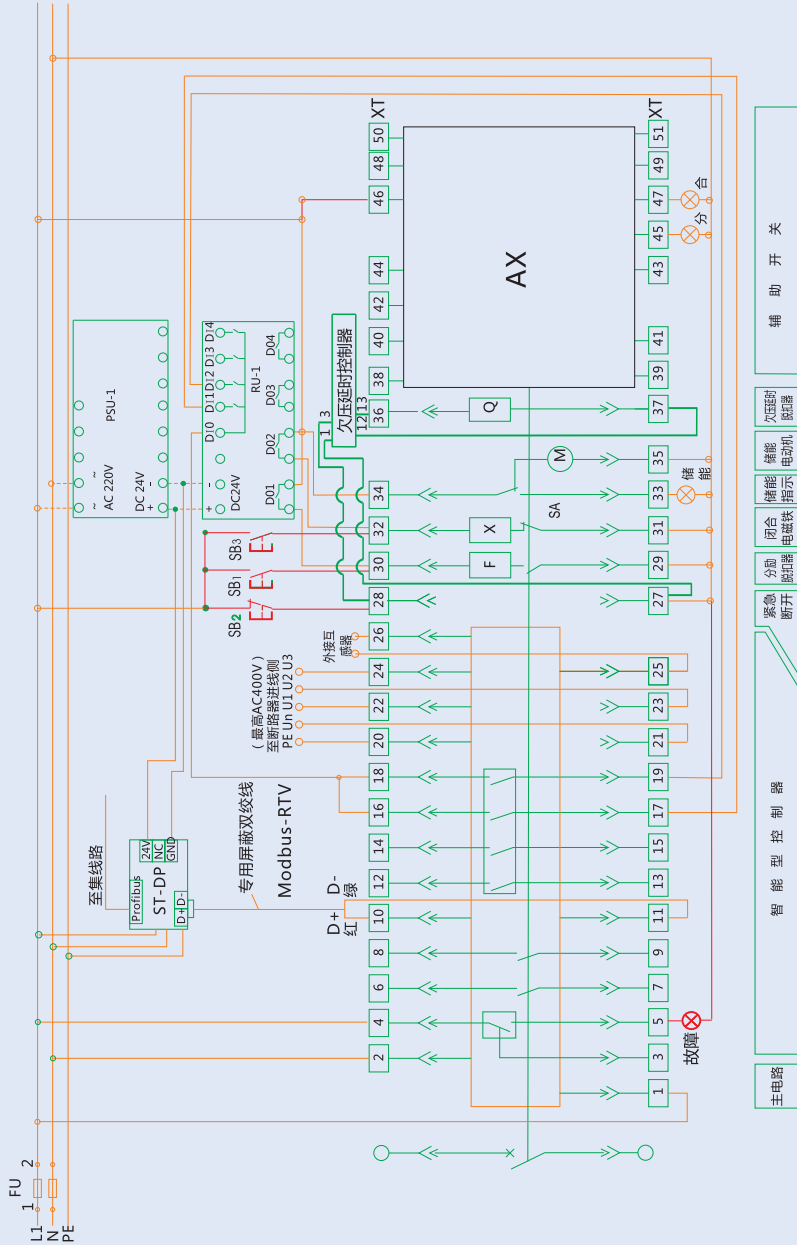 FU
1
2
L1
N
PE
至集线路
Profibus
ST-DP
D+
D-
24V
NC
GND
专用屏蔽双绞线
Modbus-RTV
D+
红
D-
绿
PSU-1
~
~
AC 220V
DC 24V
+
-
DI0
DI1
DI2
DI3
DI4
RU-1
+
-
DC24V
D01
D02
D03
D04
SB2
SB1
SB3
( 最高AC400V )
至断路器进线侧
PE Un U1 U2 U3
外接互
感器
1
3
欠压延时控制器
12
13
2
4
6
8
10
12
14
16
18
20
22
24
26
28
30
32
34
36
38
40
42
44
46
48
50
XT
F
X
SA
M
Q
AX
1
3
5
7
9
11
13
15
17
19
21
23
25
27
29
31
33
35
37
39
41
43
45
47
49
51
XT
故障
储能
分
合
主电路
智能型控制器
紧急
断开
分励
脱扣器
闭合
电磁铁
储能
指示
储能
电动机
欠压延时
脱扣器
辅助开关